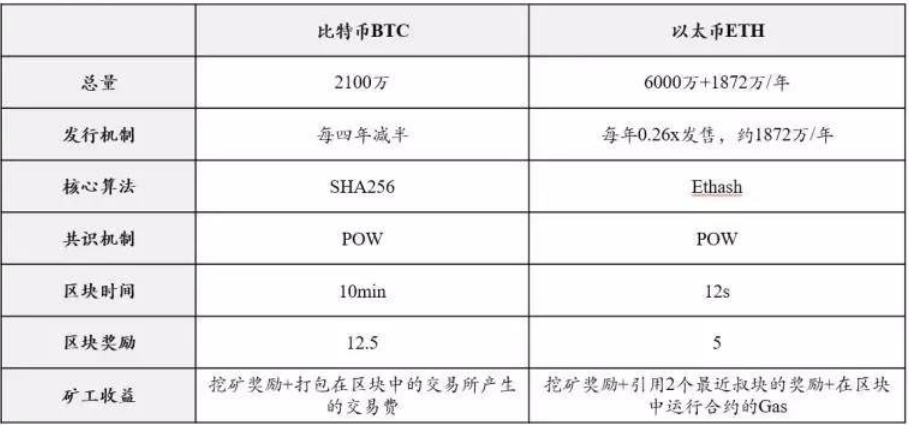 比特币BTC 以太币ETH
总量 2100万 6000万+1872万/年
发行机制 每四年减半 每年0.26x发售，约1872万/年
核心算法 SHA256 Ethash
共识机制 POW POW
区块时间 10min 12s
区块奖励 12.5 5
矿工收益 挖矿奖励+打包在区块中的交易所产生
的交易费 挖矿奖励+引用2个最近叔块的奖励+在区块
中运行合约的Gas